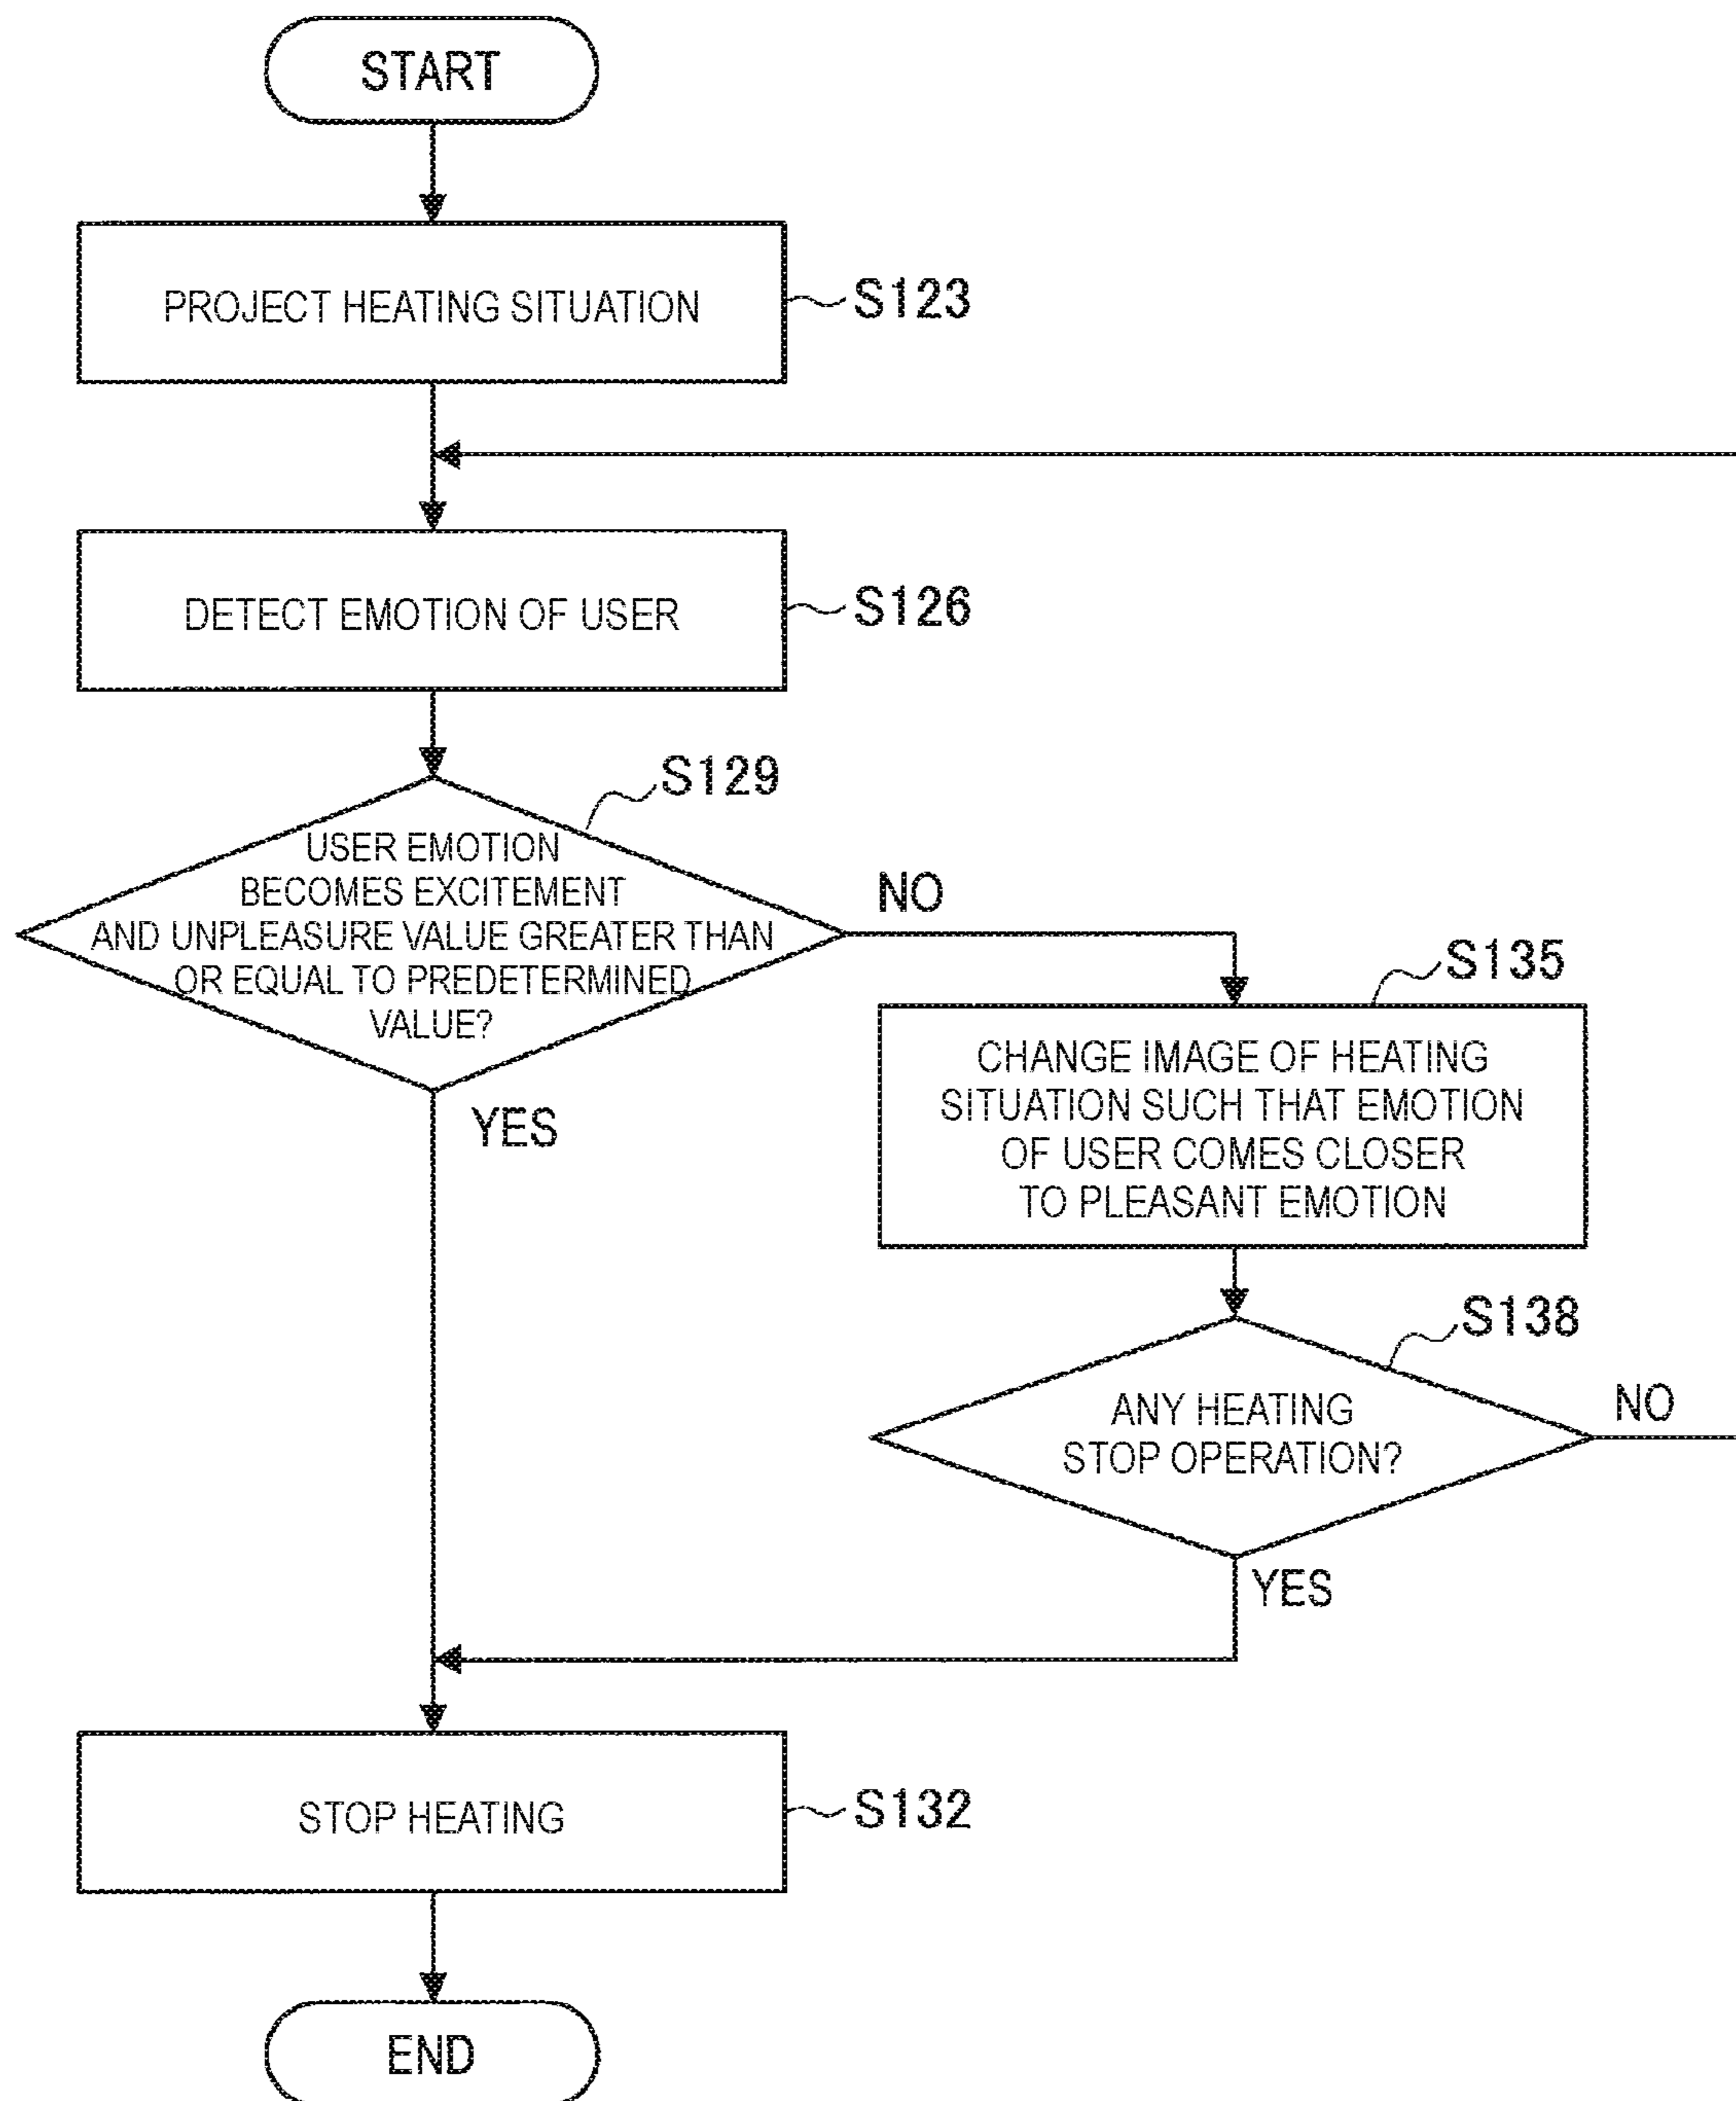 START
PROJECT HEATING SITUATION
S123
DETECT EMOTION OF USER
S126
S129
USER EMOTION
BECOMES EXCITEMENT
AND UNPLEASURE VALUE GREATER THAN
OR EQUAL TO PREDETERMINED
VALUE?
NO
YES
S135
CHANGE IMAGE OF HEATING
SITUATION SUCH THAT EMOTION
OF USER COMES CLOSER
TO PLEASANT EMOTION
S138
ANY HEATING
STOP OPERATION?
NO
YES
STOP HEATING
S132
END